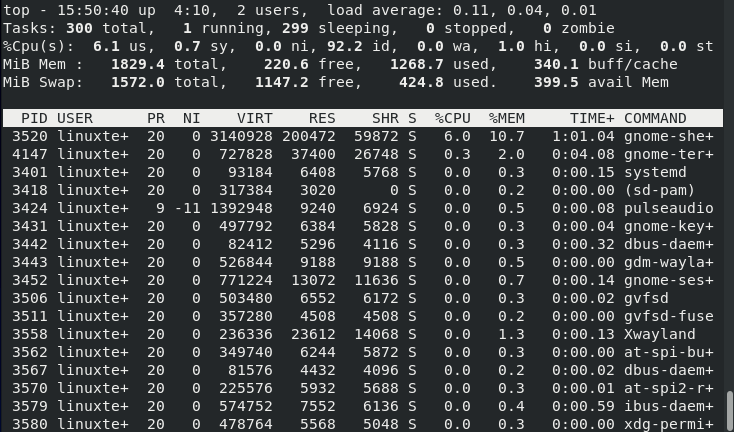 top - 15:50:40 up  4:10,  2 users,  load average: 0.11, 0.04, 0.01
Tasks: 300 total,   1 running, 299 sleeping,   0 stopped,   0 zombie
%Cpu(s):  6.1 us,  0.7 sy,  0.0 ni, 92.2 id,  0.0 wa,  1.0 hi,  0.0 si,  0.0 st
MiB Mem :   1829.4 total,    220.6 free,   1268.7 used,    340.1 buff/cache
MiB Swap:   1572.0 total,   1147.2 free,    424.8 used.    399.5 avail Mem
PID USER      PR  NI    VIRT    RES    SHR S  %CPU  %MEM     TIME+ COMMAND
3520 linuxte+  20   0 3140928 200472  59872 S   6.0  10.7   1:01.04 gnome-she+
4147 linuxte+  20   0  727828  37400  26748 S   0.3   2.0   0:04.08 gnome-ter+
3401 linuxte+  20   0   93184   6408   5768 S   0.0   0.3   0:00.15 systemd
3418 linuxte+  20   0  317384   3020      0 S   0.0   0.2   0:00.00 (sd-pam)
3424 linuxte+   9 -11 1392948   9240   6924 S   0.0   0.5   0:00.08 pulseaudio
3431 linuxte+  20   0  497792   6384   5828 S   0.0   0.3   0:00.04 gnome-key+
3442 linuxte+  20   0   82412   5296   4116 S   0.0   0.3   0:00.32 dbus-daem+
3443 linuxte+  20   0  526844   9188   9188 S   0.0   0.5   0:00.00 gdm-wayla+
3452 linuxte+  20   0  771224  13072  11636 S   0.0   0.7   0:00.14 gnome-ses+
3506 linuxte+  20   0  503480   6552   6172 S   0.0   0.3   0:00.02 gvfsd
3511 linuxte+  20   0  357280   4508   4508 S   0.0   0.2   0:00.00 gvfsd-fuse
3558 linuxte+  20   0  236336  23612  14068 S   0.0   1.3   0:00.13 Xwayland
3562 linuxte+  20   0  349740   6244   5872 S   0.0   0.3   0:00.00 at-spi-bu+
3567 linuxte+  20   0   81576   4432   4096 S   0.0   0.2   0:00.02 dbus-daem+
3570 linuxte+  20   0  225576   5932   5688 S   0.0   0.3   0:00.01 at-spi2-r+
3579 linuxte+  20   0  574752   7552   6136 S   0.0   0.4   0:00.59 ibus-daem+
3580 linuxte+  20   0  478764   5568   5048 S   0.0   0.3   0:00.00 xdg-permi+